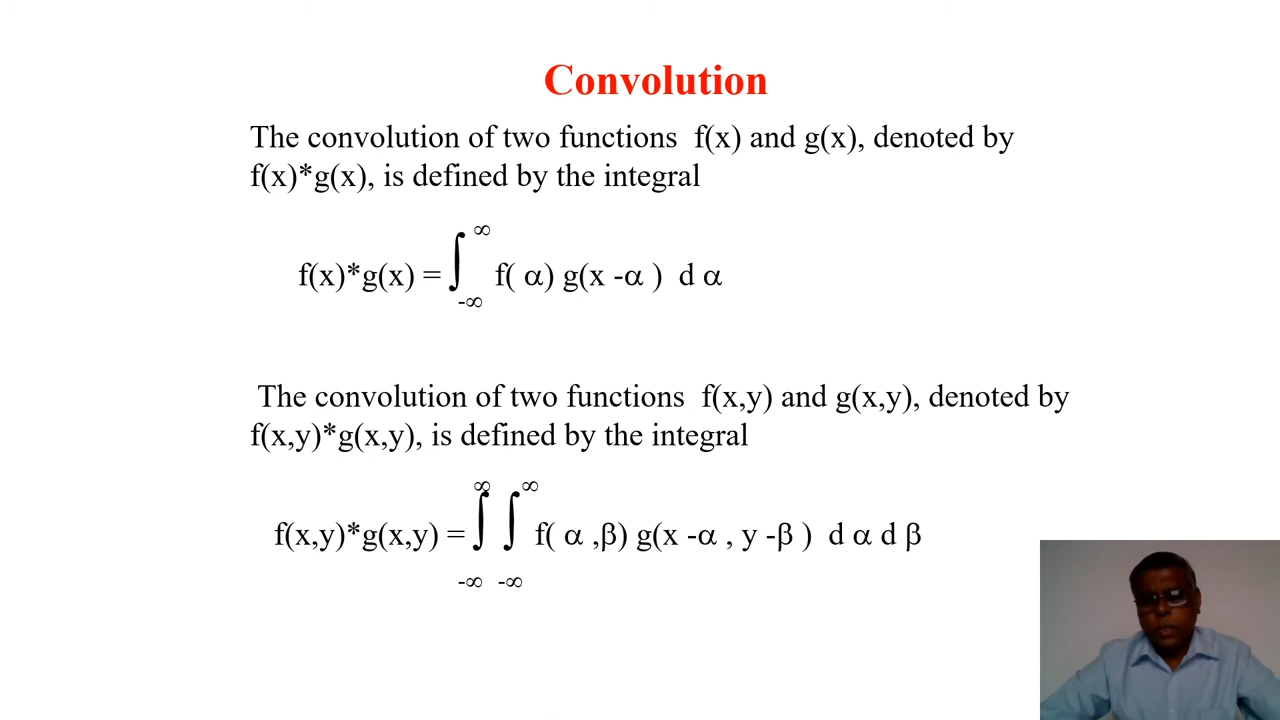 Convolution
The convolution of two functions f(x) and g(x), denoted by
f(x)*g(x), is defined by the integral
f(x)*g(x) = ∫_{-∞}^{∞} f( α) g(x -α ) d α
The convolution of two functions f(x,y) and g(x,y), denoted by
f(x,y)*g(x,y), is defined by the integral
f(x,y)*g(x,y) = ∫_{-∞}^{∞} ∫_{-∞}^{∞} f( α ,β) g(x -α , y -β ) d α d β